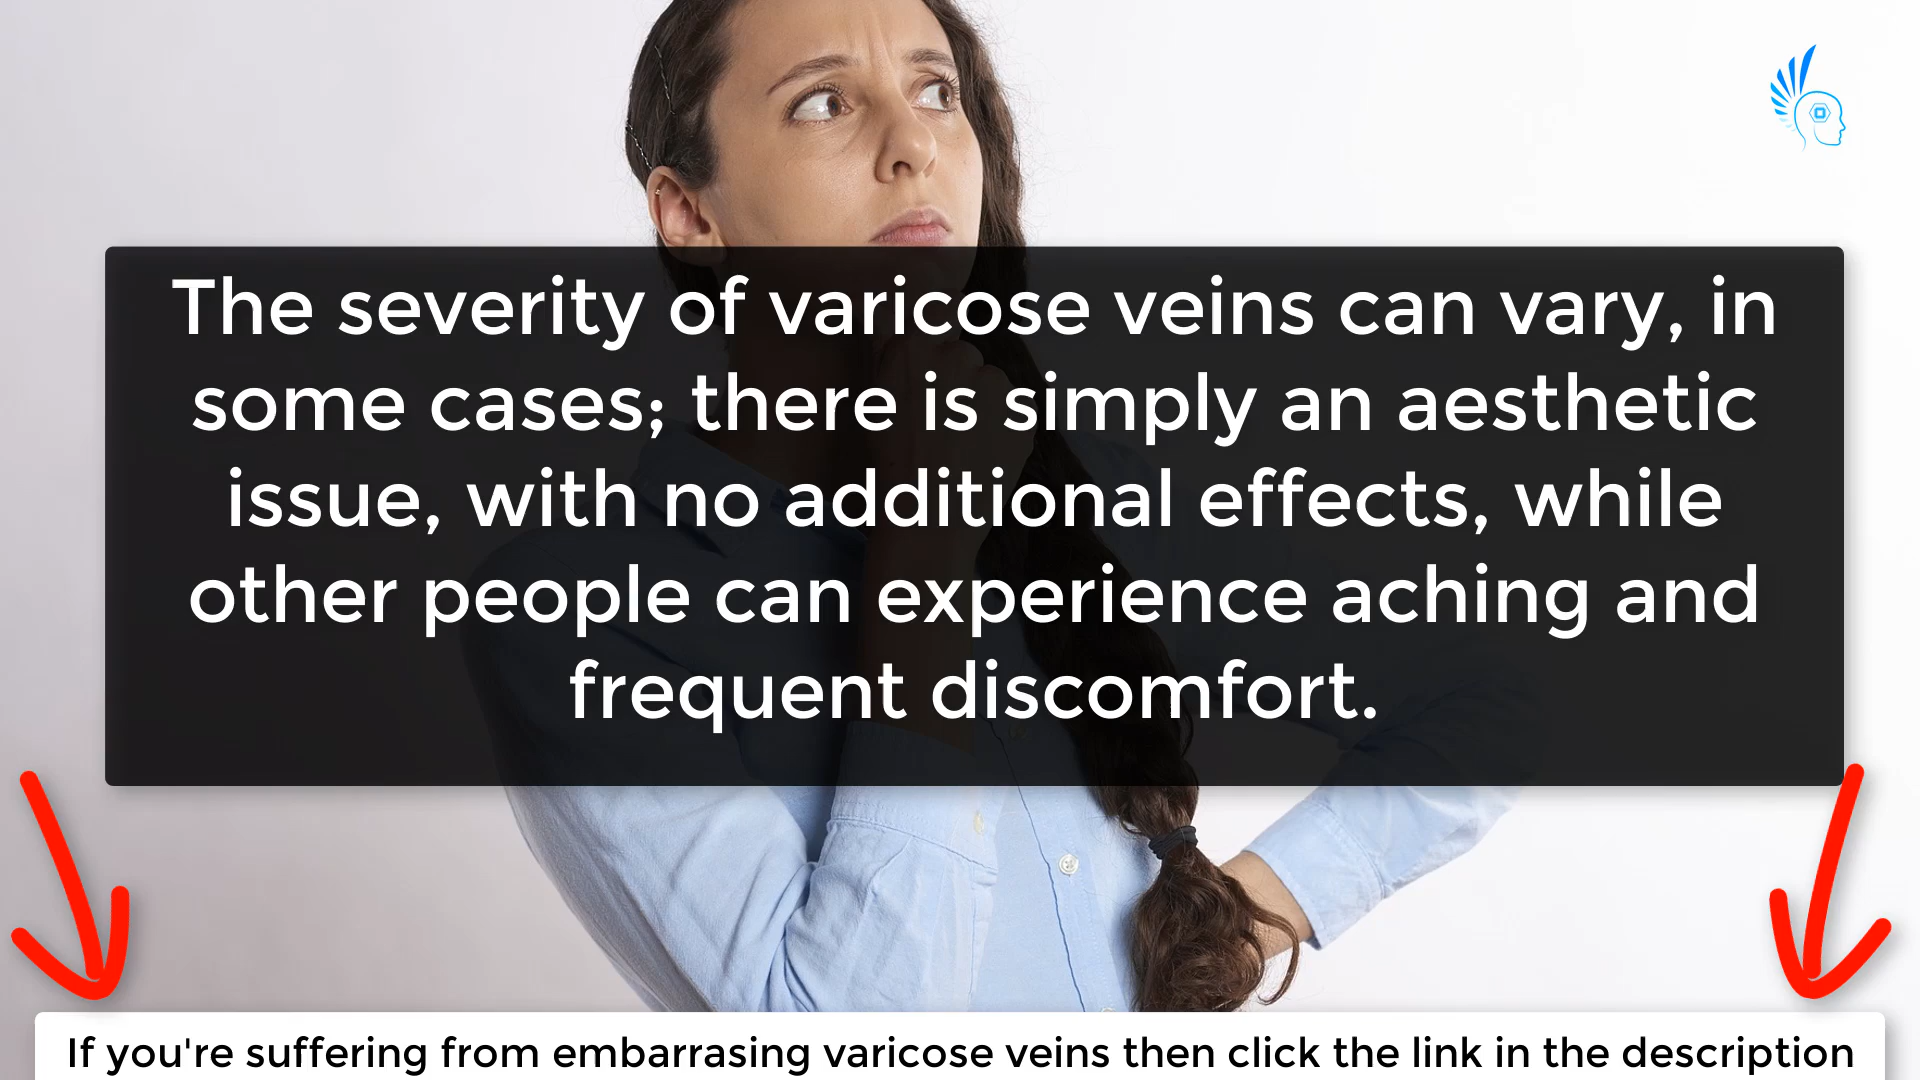 The severity of varicose veins can vary, in
some cases; there is simply an aesthetic
issue, with no additional effects, while
other people can experience aching and
frequent discomfort.
If you're suffering from embarrasing varicose veins then click the link in the description